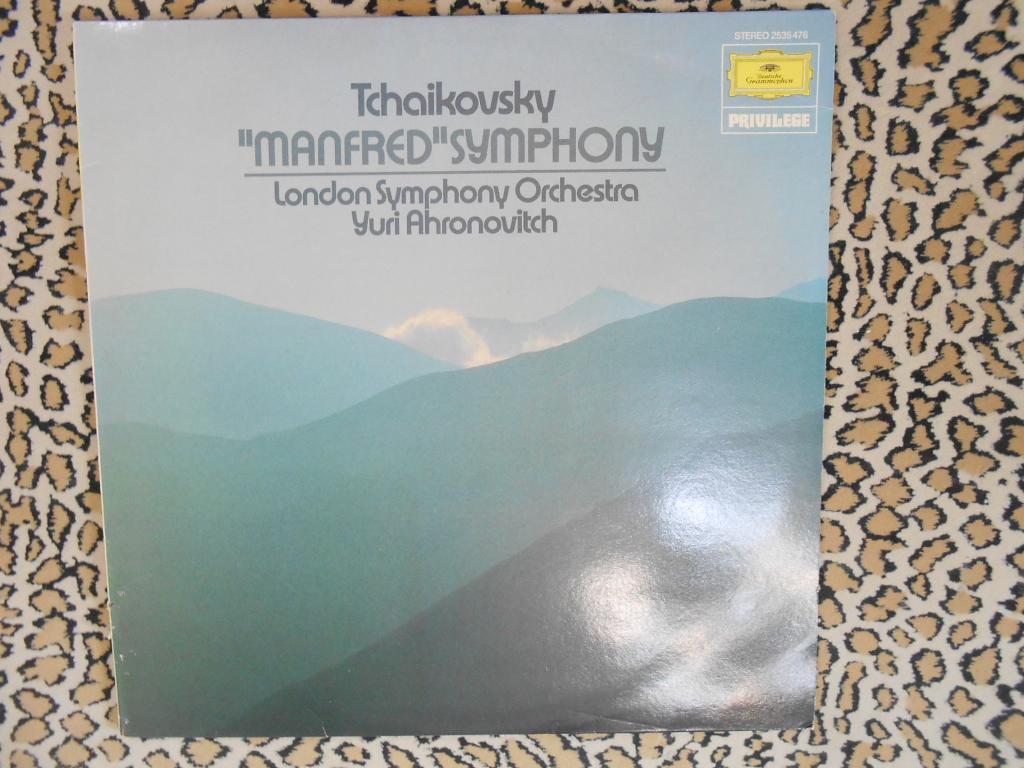 STEREO 2535 476
Deutsche
Grammophon
PRIVILEGE
Tchaikovsky
"MANFRED" SYMPHONY
London Symphony Orchestra
Yuri Ahronovitch